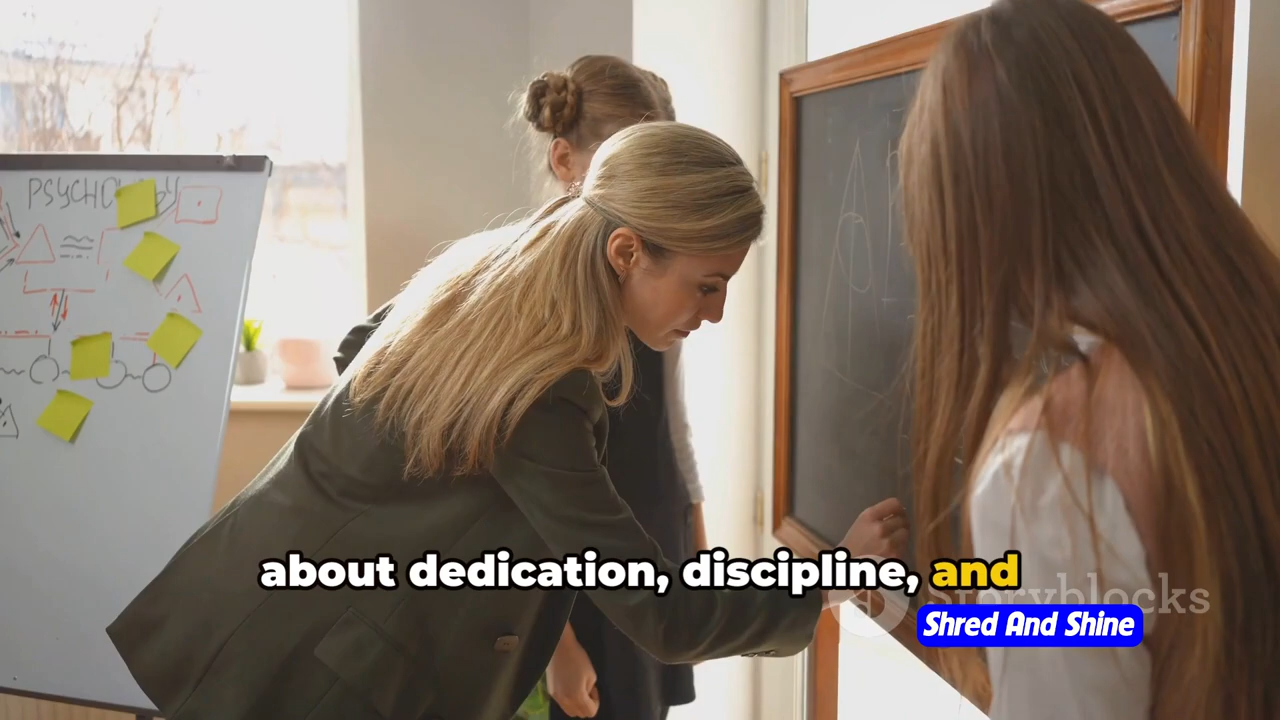 PSYCHOLOGY
about dedication, discipline, and
Storyblocks
Shred And Shine